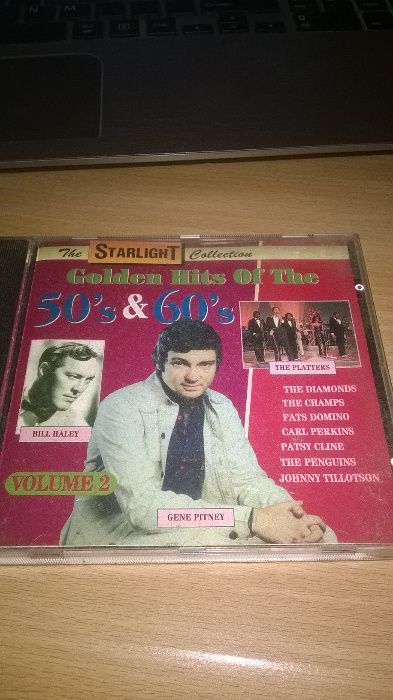 The STARLIGHT Collection
Golden Hits Of The
50's & 60's
THE PLATTERS
BILL HALEY
THE DIAMONDS
THE CHAMPS
FATS DOMINO
CARL PERKINS
PATSY CLINE
THE PENGUINS
JOHNNY TILLOTSON
VOLUME 2
GENE PITNEY